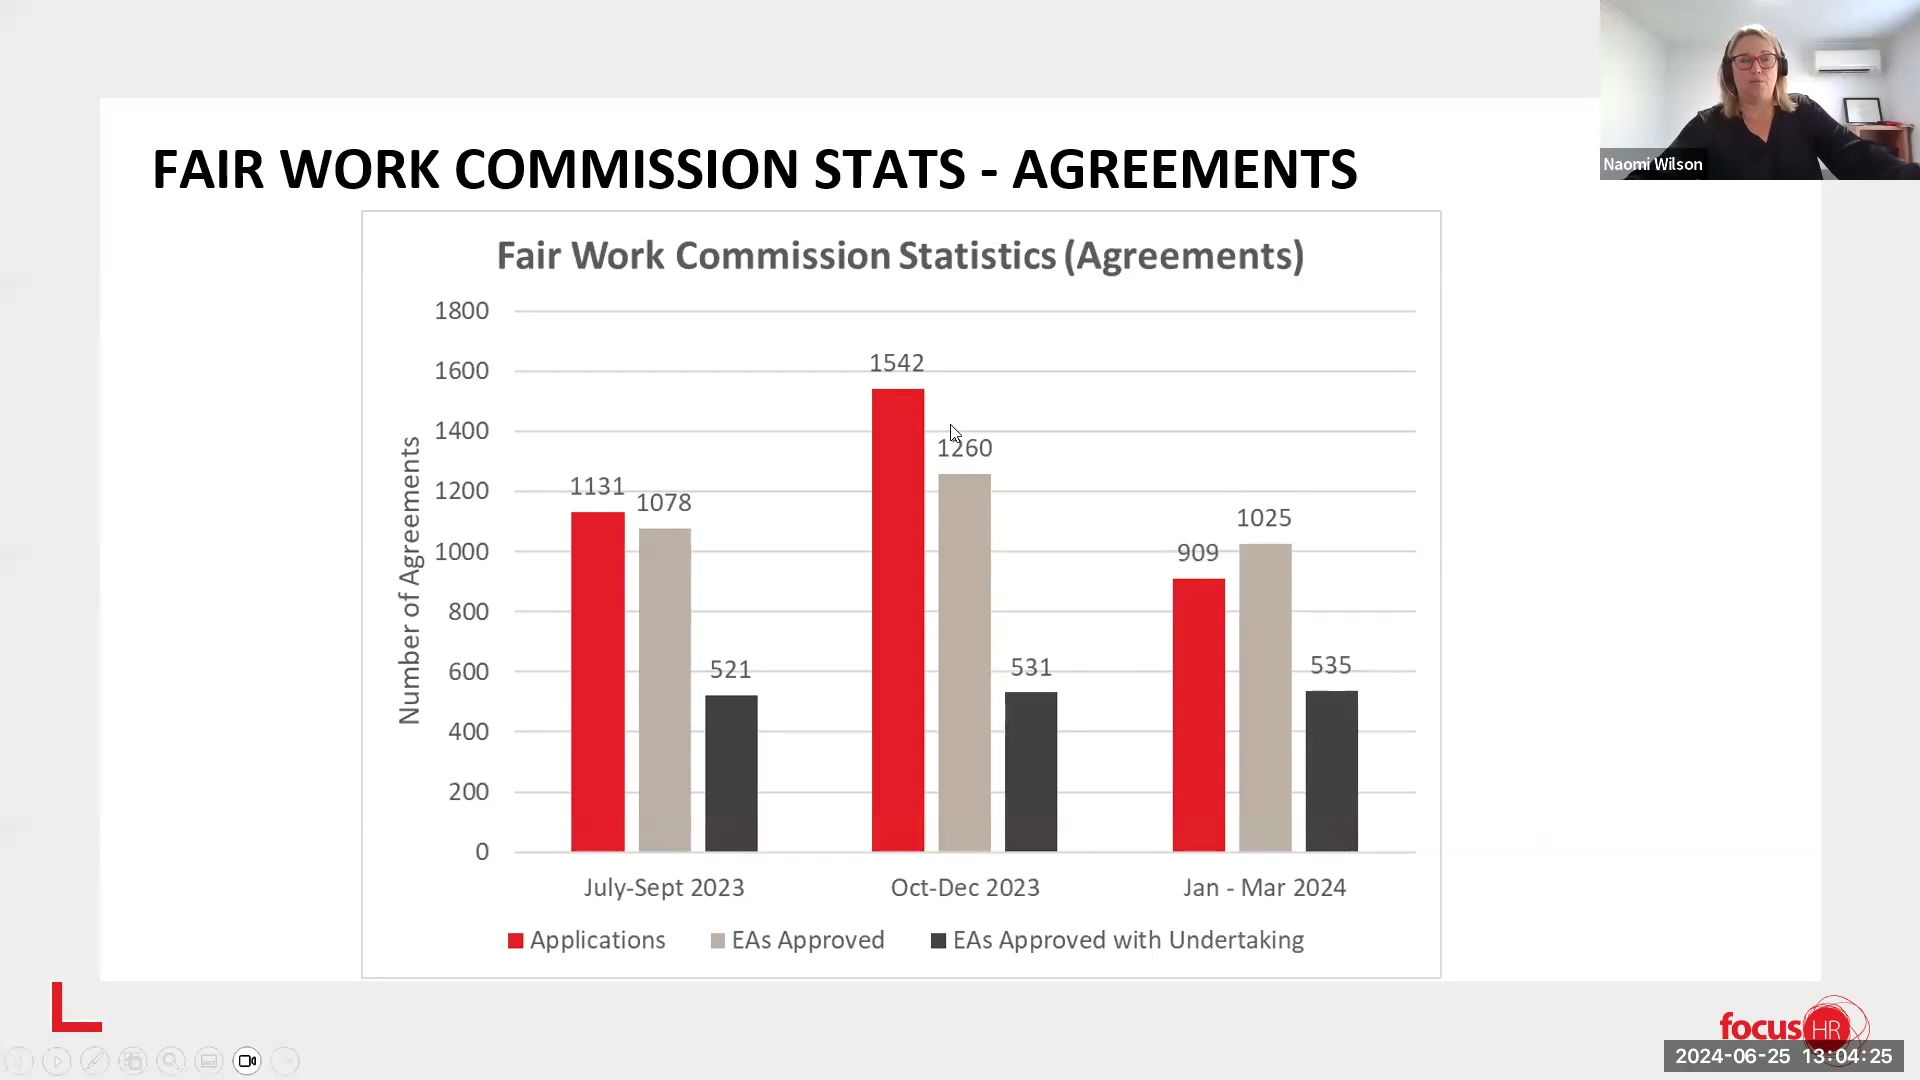 Naomi Wilson
FAIR WORK COMMISSION STATS - AGREEMENTS
Fair Work Commission Statistics (Agreements)
Number of Agreements
1800
1600
1400
1200
1000
800
600
400
200
0
1131
1078
521
1542
1260
531
909
1025
535
July-Sept 2023
Oct-Dec 2023
Jan - Mar 2024
Applications
EAs Approved
EAs Approved with Undertaking
focus HR
2024-06-25 13:04:25